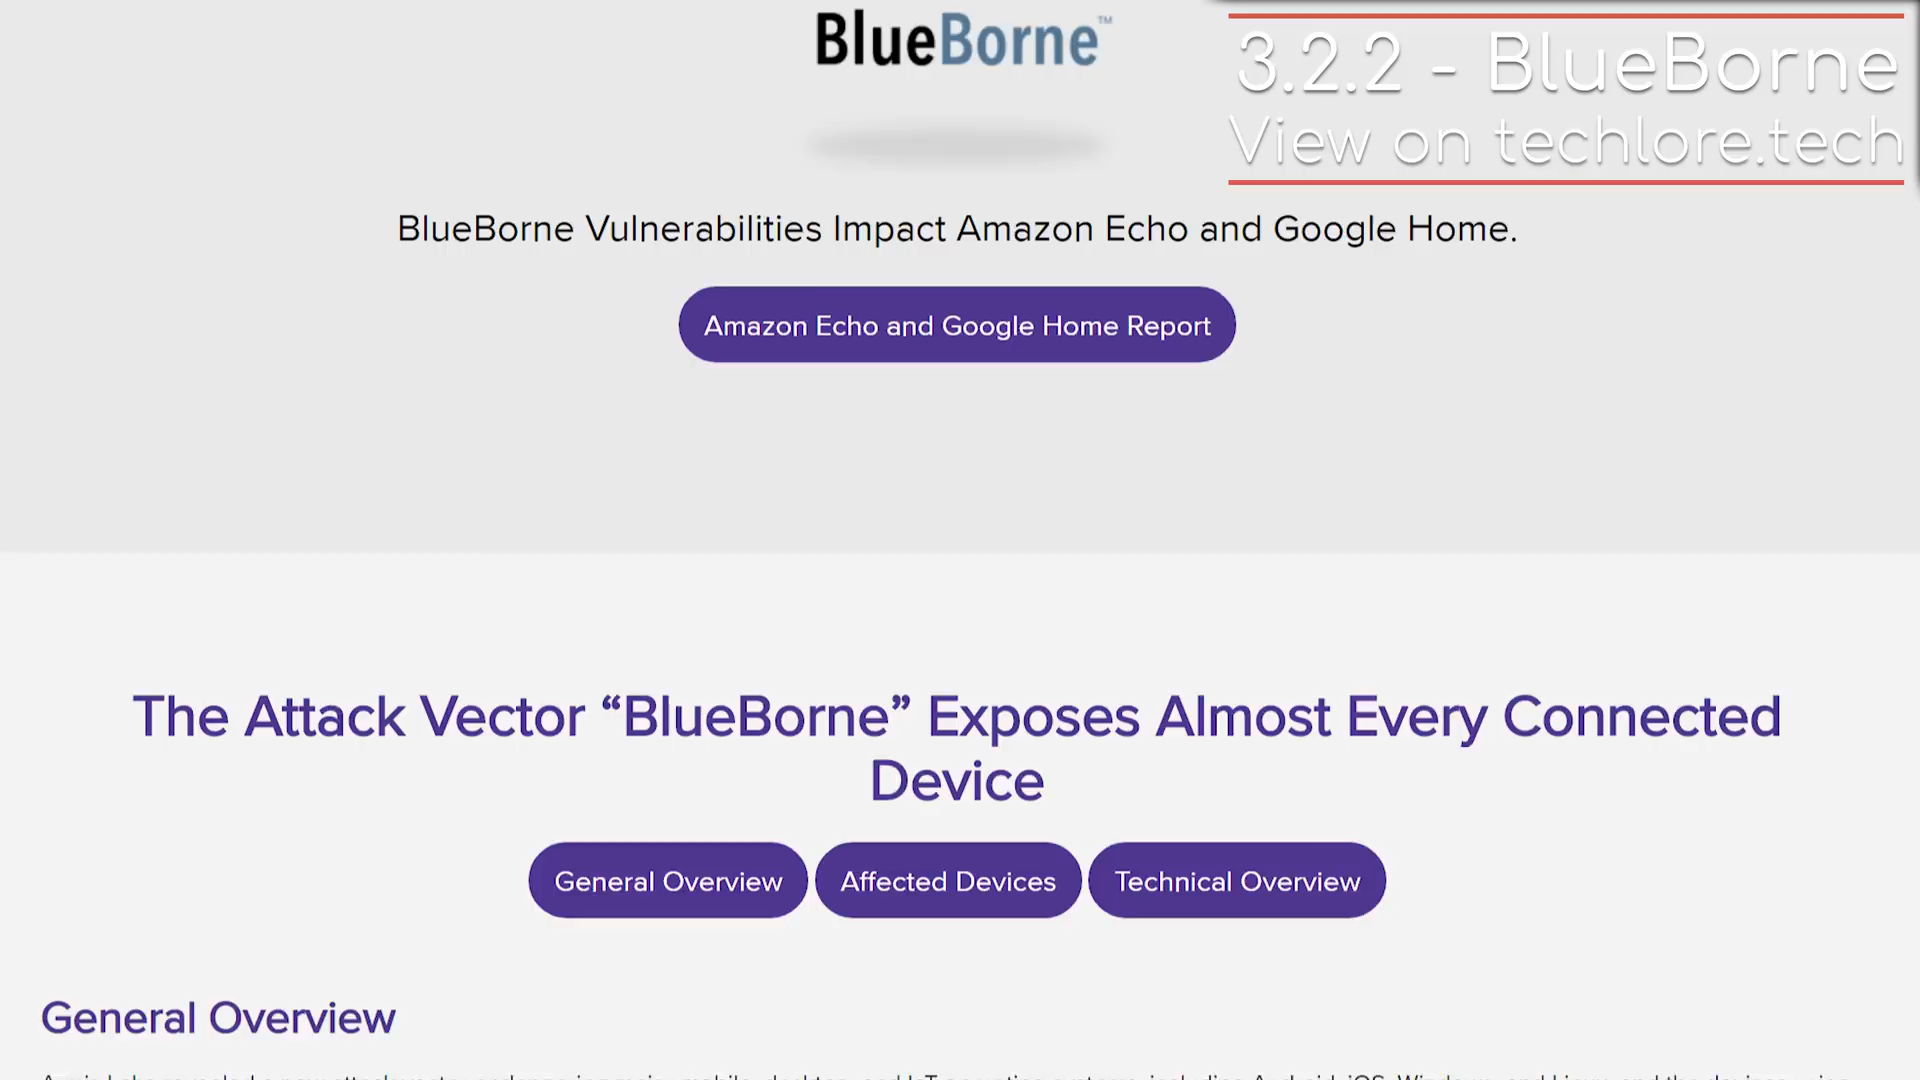 BlueBorne™
3.2.2 - BlueBorne
View on techlore.tech
BlueBorne Vulnerabilities Impact Amazon Echo and Google Home.
Amazon Echo and Google Home Report
The Attack Vector “BlueBorne” Exposes Almost Every Connected
Device
General Overview
Affected Devices
Technical Overview
General Overview